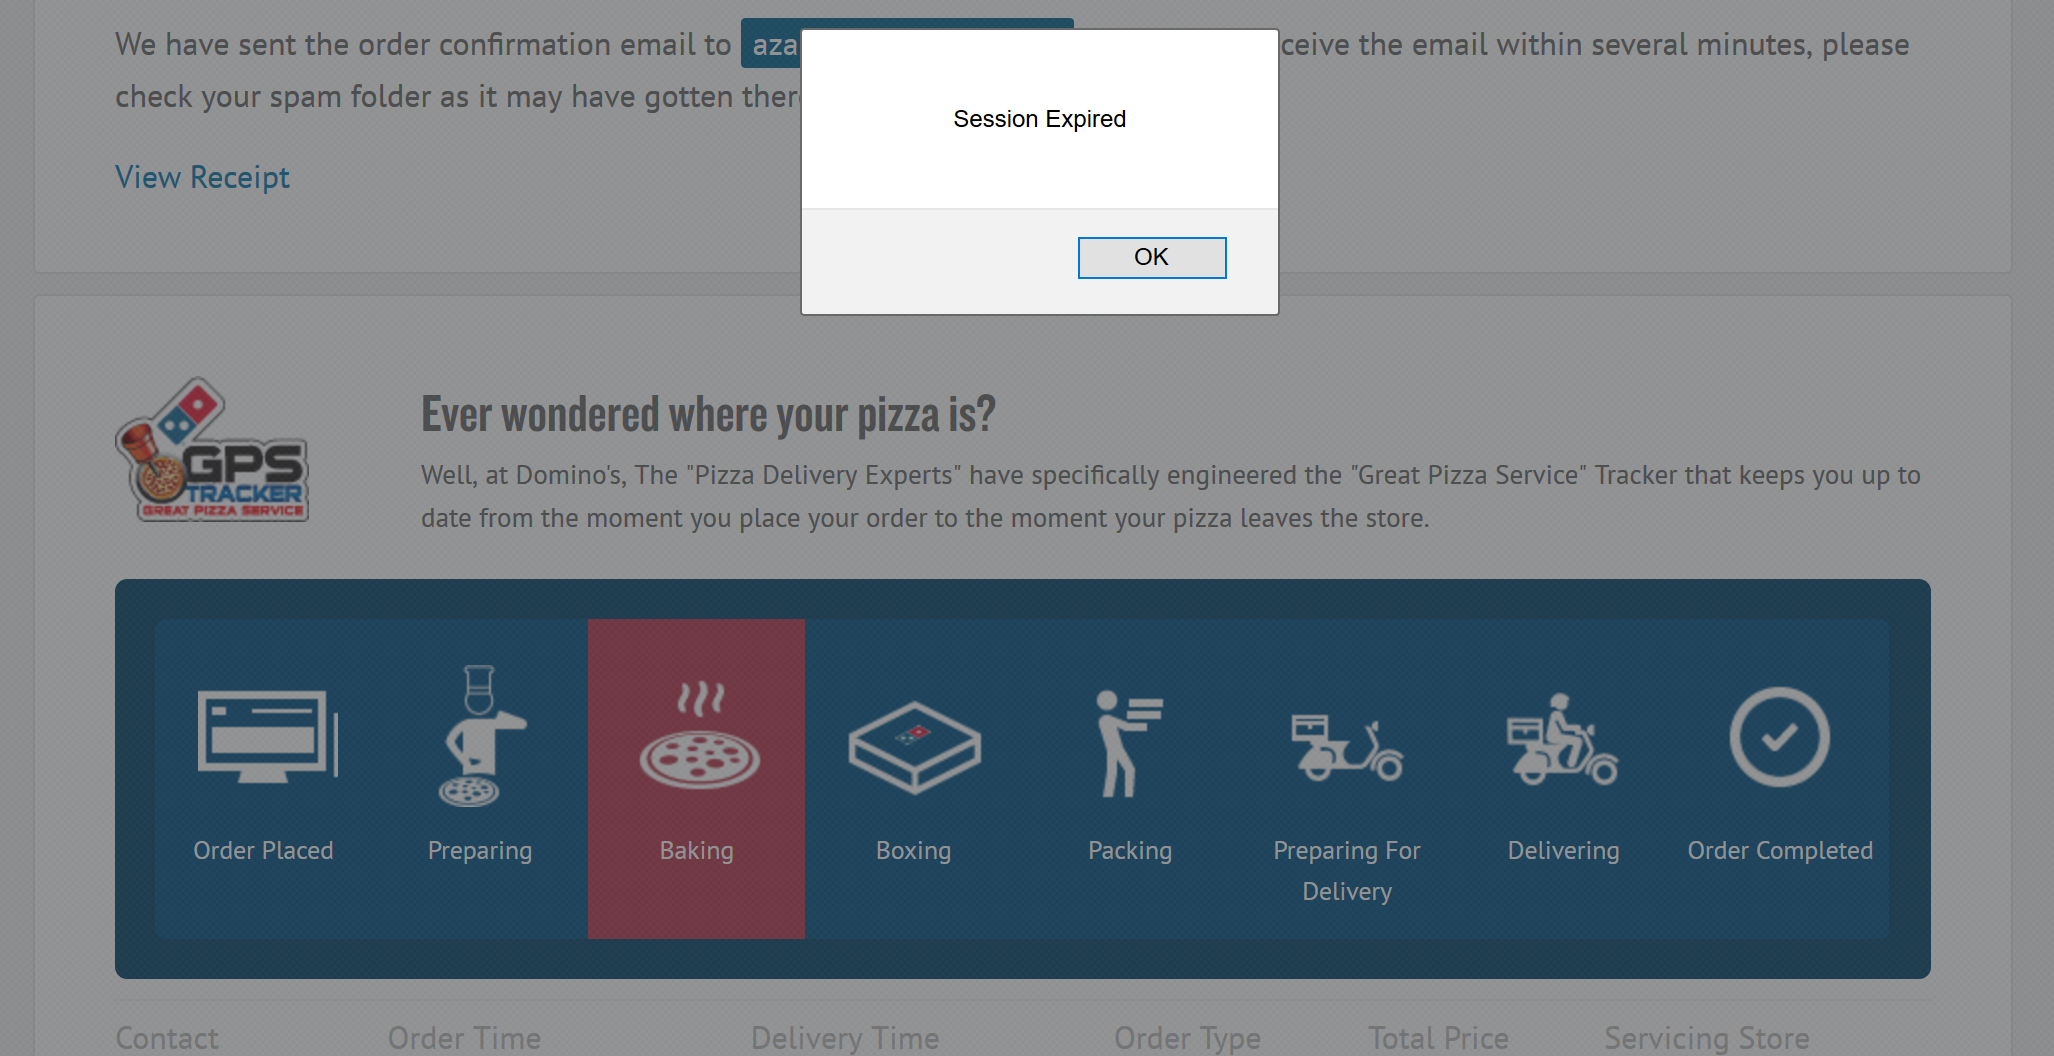 We have sent the order confirmation email to aza
ceive the email within several minutes, please
check your spam folder as it may have gotten ther
View Receipt
Session Expired
OK
GPS
TRACKER
GREAT PIZZA SERVICE
Ever wondered where your pizza is?
Well, at Domino's, The "Pizza Delivery Experts" have specifically engineered the "Great Pizza Service" Tracker that keeps you up to
date from the moment you place your order to the moment your pizza leaves the store.
Order Placed
Preparing
Baking
Boxing
Packing
Preparing For
Delivery
Delivering
Order Completed
Contact
Order Time
Delivery Time
Order Type
Total Price
Servicing Store